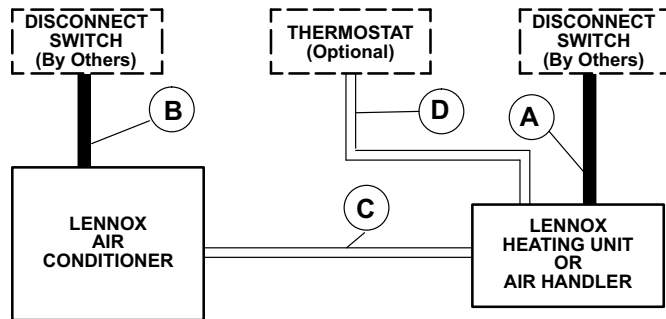 DISCONNECT
SWITCH
(By Others)
THERMOSTAT
(Optional)
DISCONNECT
SWITCH
(By Others)
B
D
A
C
LENNOX
AIR
CONDITIONER
LENNOX
HEATING UNIT
OR
AIR HANDLER